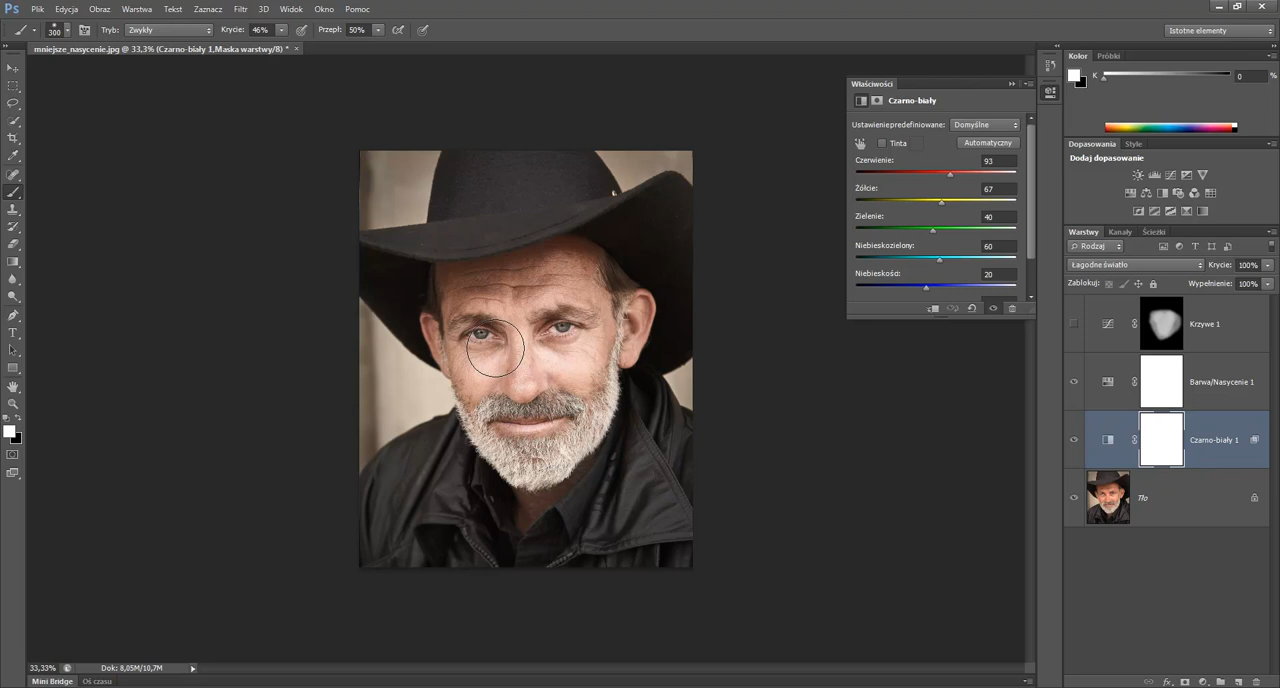 Ps Plik Edycja Obraz Warstwa Tekst Zaznacz Filtr 3D Widok Okno Pomoc
300 Tryb: Zwykły Krycie: 46% Przepł: 50% Istotne elementy
mniejsze_nasycenie.jpg @ 33,3% (Czarno-biały 1,Maska warstwy/8) * ×
Kolor Próbki
K 0 %
Właściwości
Czarno-biały
Ustawieniepredefiniowane: Domyślne
Tinta Automatyczny
Czerwienie: 93
Żółcie: 67
Zielenie: 40
Niebieskozielony: 60
Niebieskości: 20
Dopasowania Style
Dodaj dopasowanie
Warstwy Kanały Ścieżki
Rodzaj T
Łagodne światło Krycie: 100%
Zablokuj: Wypełnienie: 100%
Krzywe 1
Barwa/Nasycenie 1
Czarno-biały 1
Tło
33,33% Dok: 8,05M/10,7M
Mini Bridge Oś czasu
fx